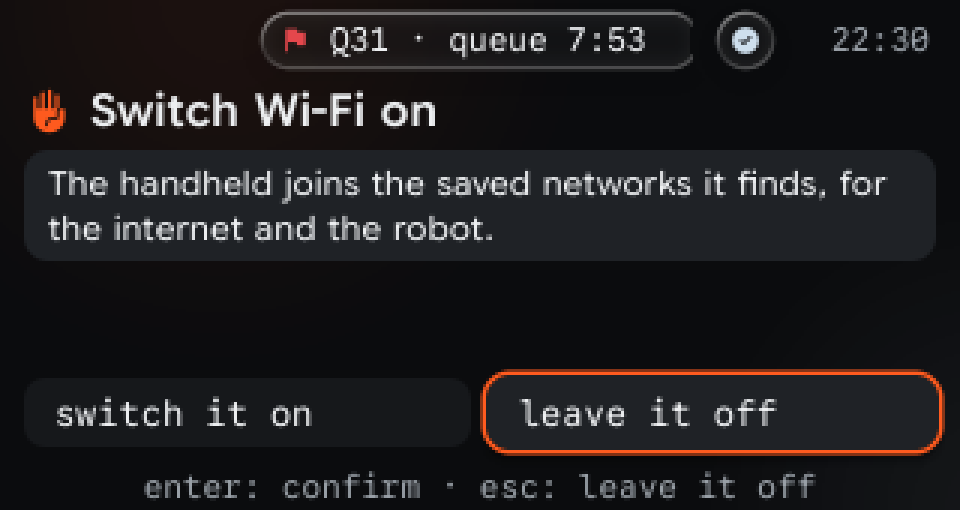 Q31 · queue 7:53
22:30
Switch Wi-Fi on
The handheld joins the saved networks it finds, for
the internet and the robot.
switch it on
leave it off
enter: confirm · esc: leave it off